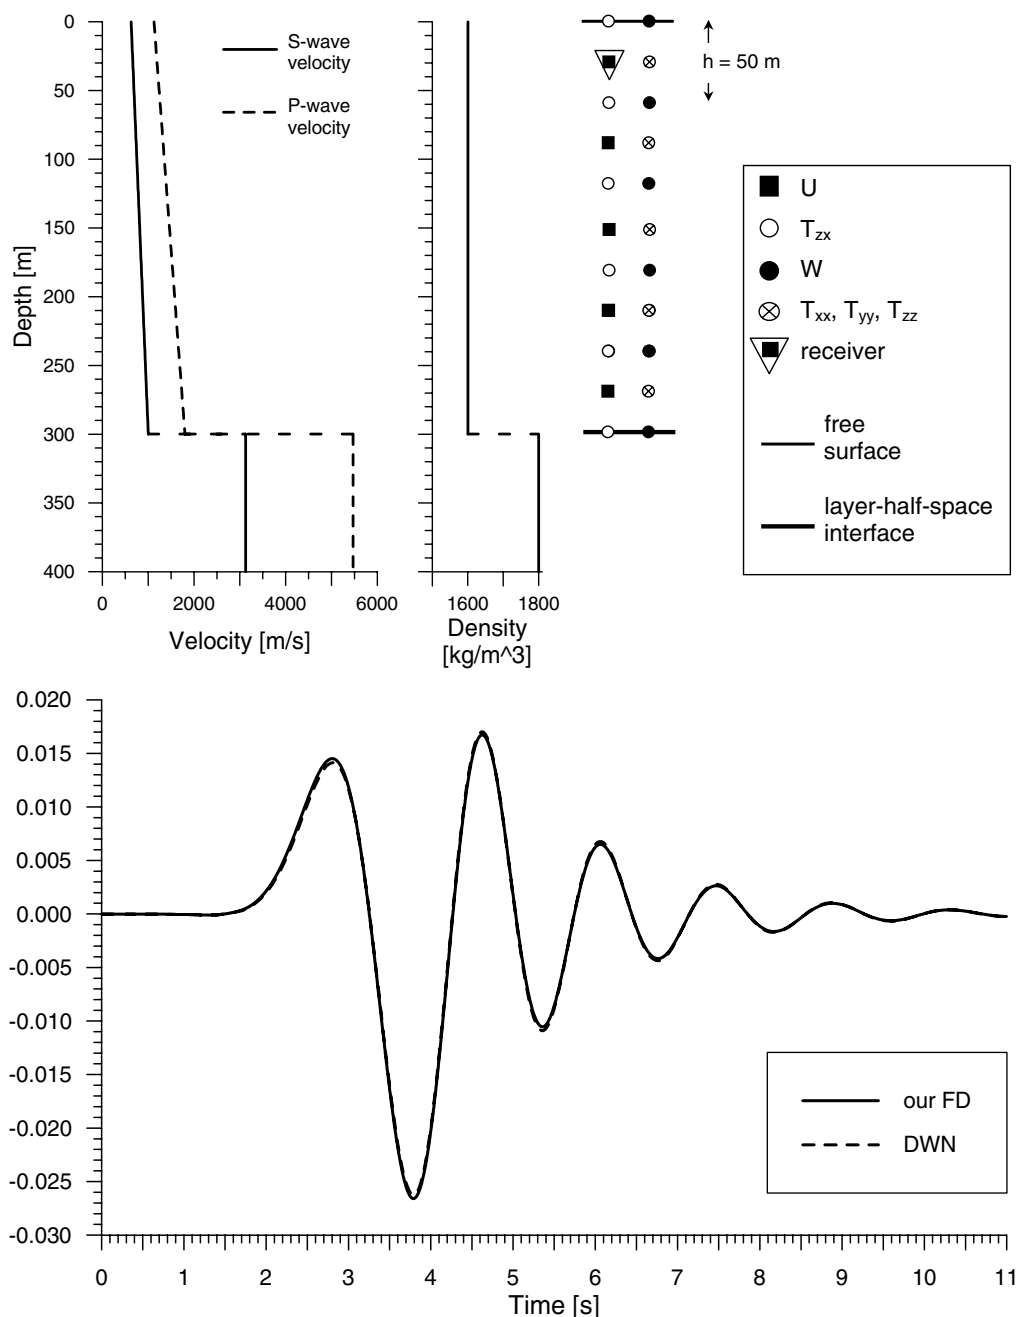 0
50
100
150
200
250
300
350
400
Depth [m]
0
2000
4000
6000
Velocity [m/s]
S-wave
velocity
P-wave
velocity
1600
1800
Density
[kg/m^3]
h = 50 m
U
Tzx
W
Txx, Tyy, Tzz
receiver
free
surface
layer-half-space
interface
0.020
0.015
0.010
0.005
0.000
-0.005
-0.010
-0.015
-0.020
-0.025
-0.030
our FD
DWN
0 1 2 3 4 5 6 7 8 9 10 11
Time [s]